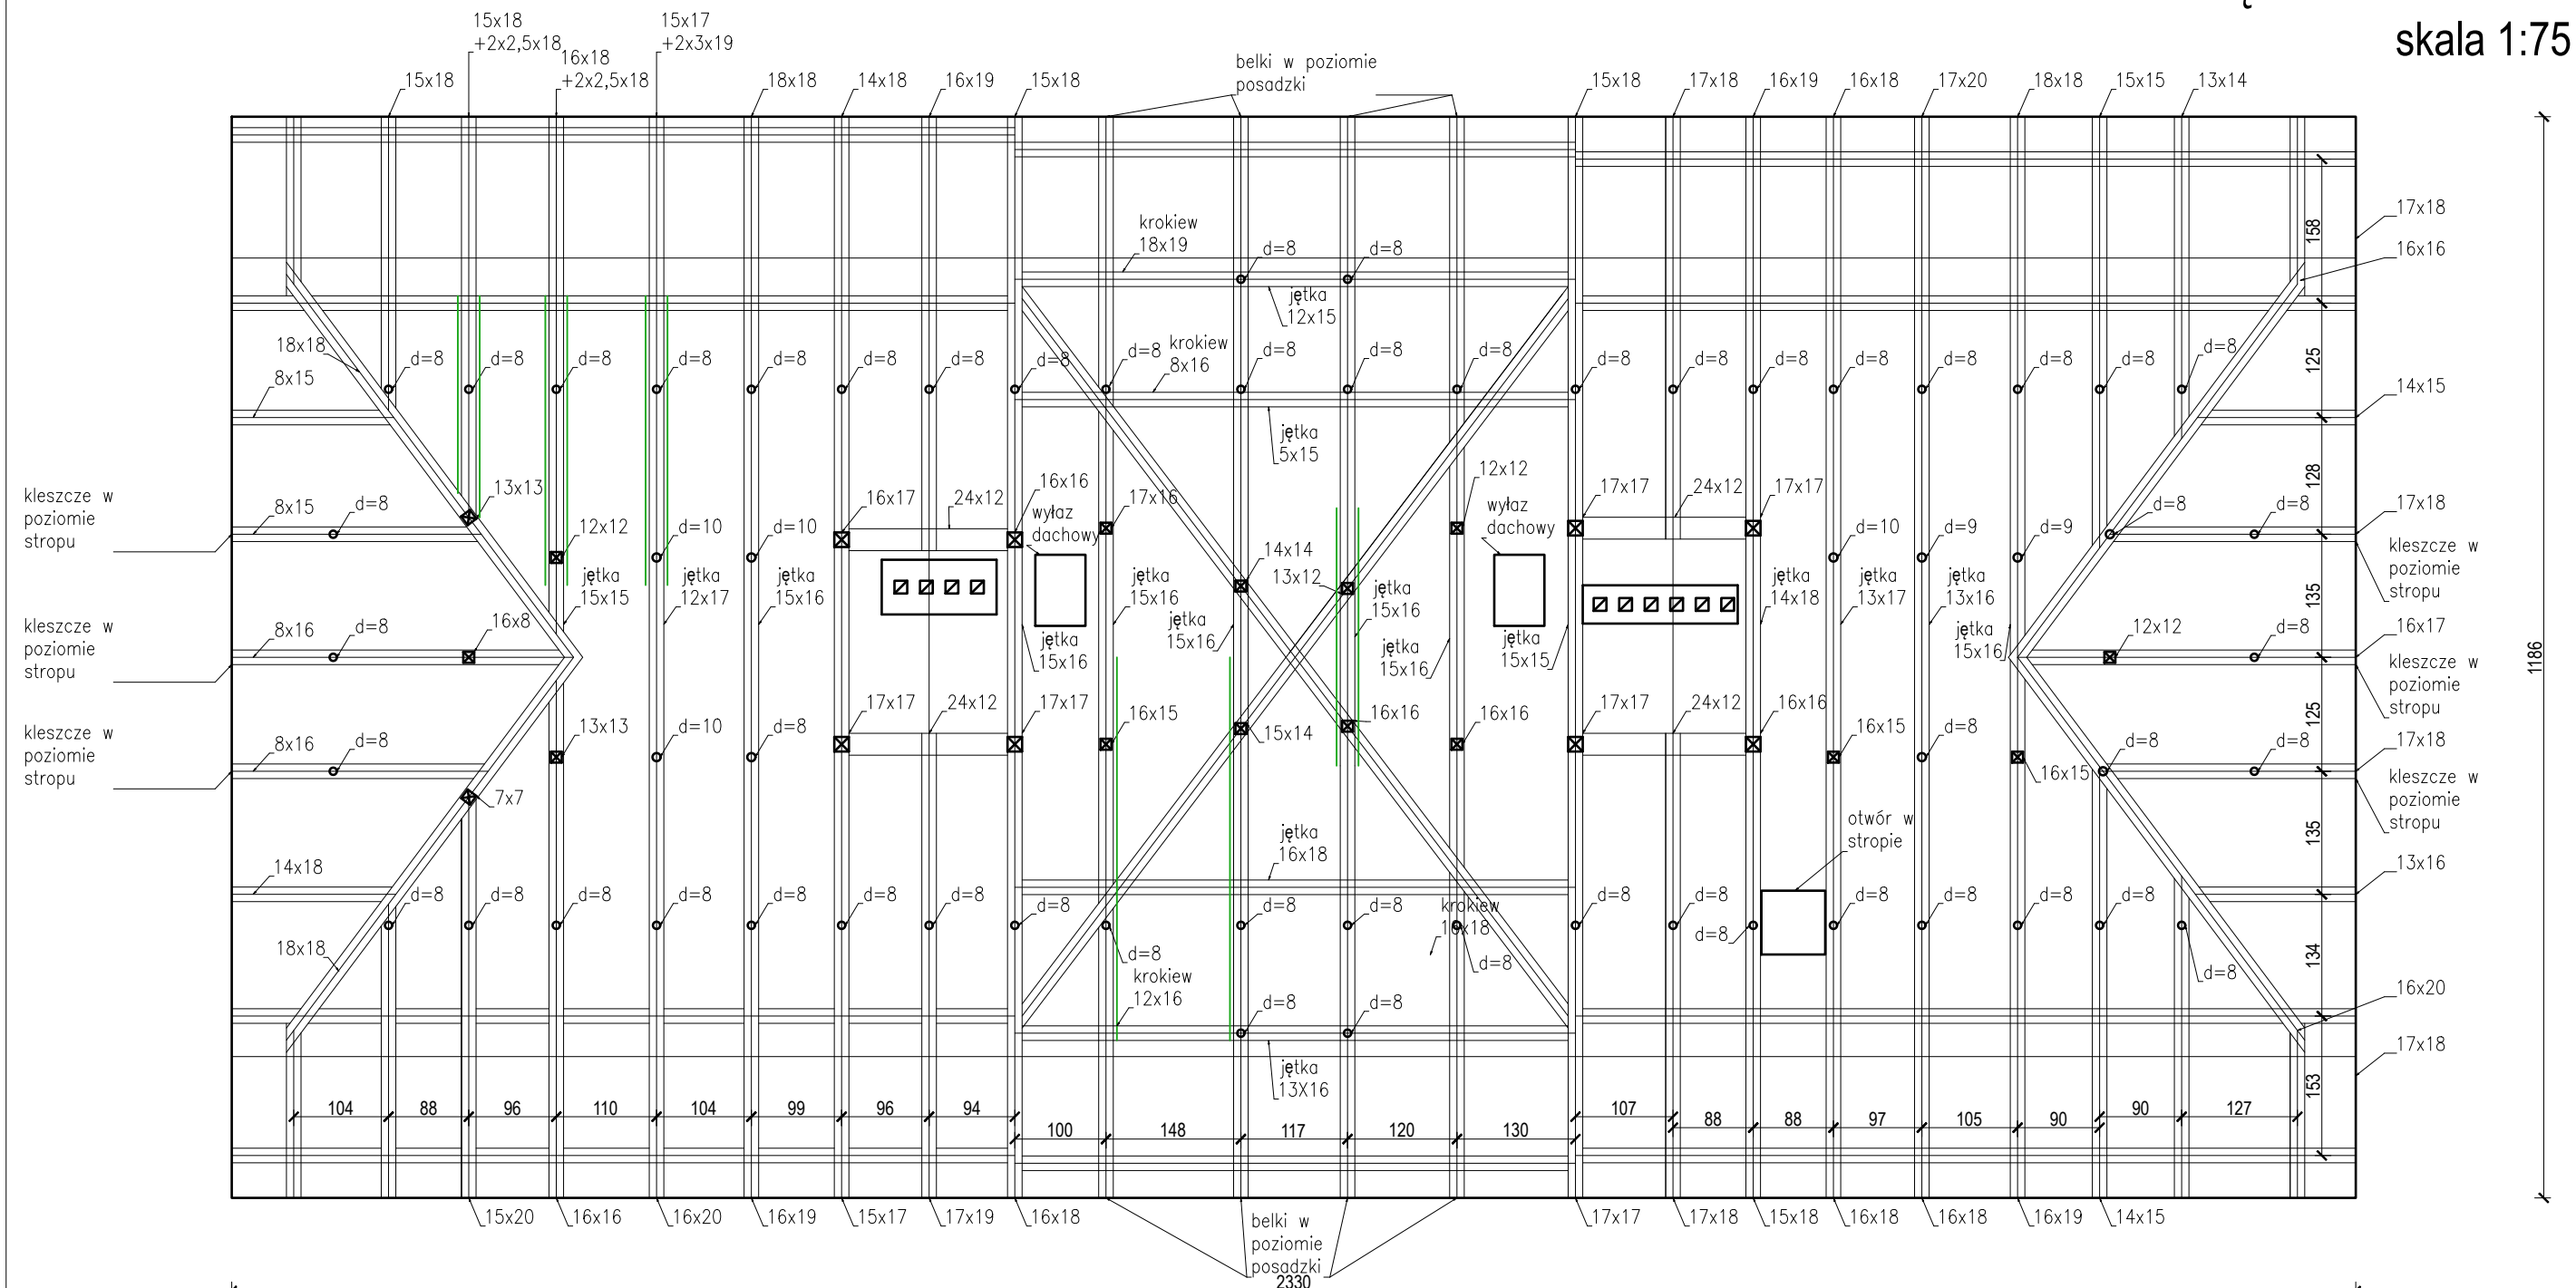 skala 1:75
15x18
+2x2,5x18
15x17
+2x3x19
16x18
+2x2,5x18
belki w poziomie
posadzki
15x18
18x18
14x18
16x19
15x18
15x18
17x18
16x19
16x18
17x20
18x18
15x15
13x14
17x18
158
16x16
krokiew
18x19
d=8
d=8
jętka
12x15
18x18
8x15
d=8
d=8
d=8
d=8
d=8
d=8
d=8
d=8
d=8
krokiew
8x16
d=8
d=8
d=8
d=8
d=8
d=8
d=8
d=8
d=8
d=8
d=8
125
14x15
jętka
5x15
kleszcze w
poziomie
stropu
8x15
d=8
13x13
12x12
d=10
d=10
16x17
24x12
16x16
wyłaz
dachowy
17x16
12x12
wyłaz
dachowy
17x17
24x12
17x17
d=10
d=9
d=9
d=8
d=8
128
17x18
kleszcze w
poziomie
stropu
jętka
15x15
jętka
12x17
jętka
15x16
jętka
15x16
jętka
15x16
14x14
13x12
jętka
15x16
jętka
15x16
jętka
15x16
jętka
15x15
jętka
14x18
jętka
13x17
jętka
13x16
jętka
15x16
135
kleszcze w
poziomie
stropu
8x16
d=8
16x8
12x12
d=8
16x17
kleszcze w
poziomie
stropu
1186
kleszcze w
poziomie
stropu
8x16
d=8
13x13
d=10
d=8
17x17
24x12
17x17
16x15
15x14
16x16
16x16
17x17
24x12
16x16
16x15
d=8
16x15
d=8
d=8
125
17x18
kleszcze w
poziomie
stropu
7x7
jętka
16x18
otwór w
stropie
135
14x18
13x16
d=8
d=8
d=8
d=8
d=8
d=8
d=8
d=8
d=8
d=8
krokiew
16x18
d=8
d=8
d=8
d=8
d=8
d=8
d=8
d=8
18x18
d=8
d=8
d=8
134
krokiew
12x16
d=8
d=8
16x20
17x18
jętka
13X16
153
104
88
96
110
104
99
96
94
100
148
117
120
130
107
88
88
97
105
90
90
127
15x20
16x16
16x20
16x19
15x17
17x19
16x18
belki w
poziomie
posadzki
17x17
17x18
15x18
16x18
16x18
16x19
14x15
2330